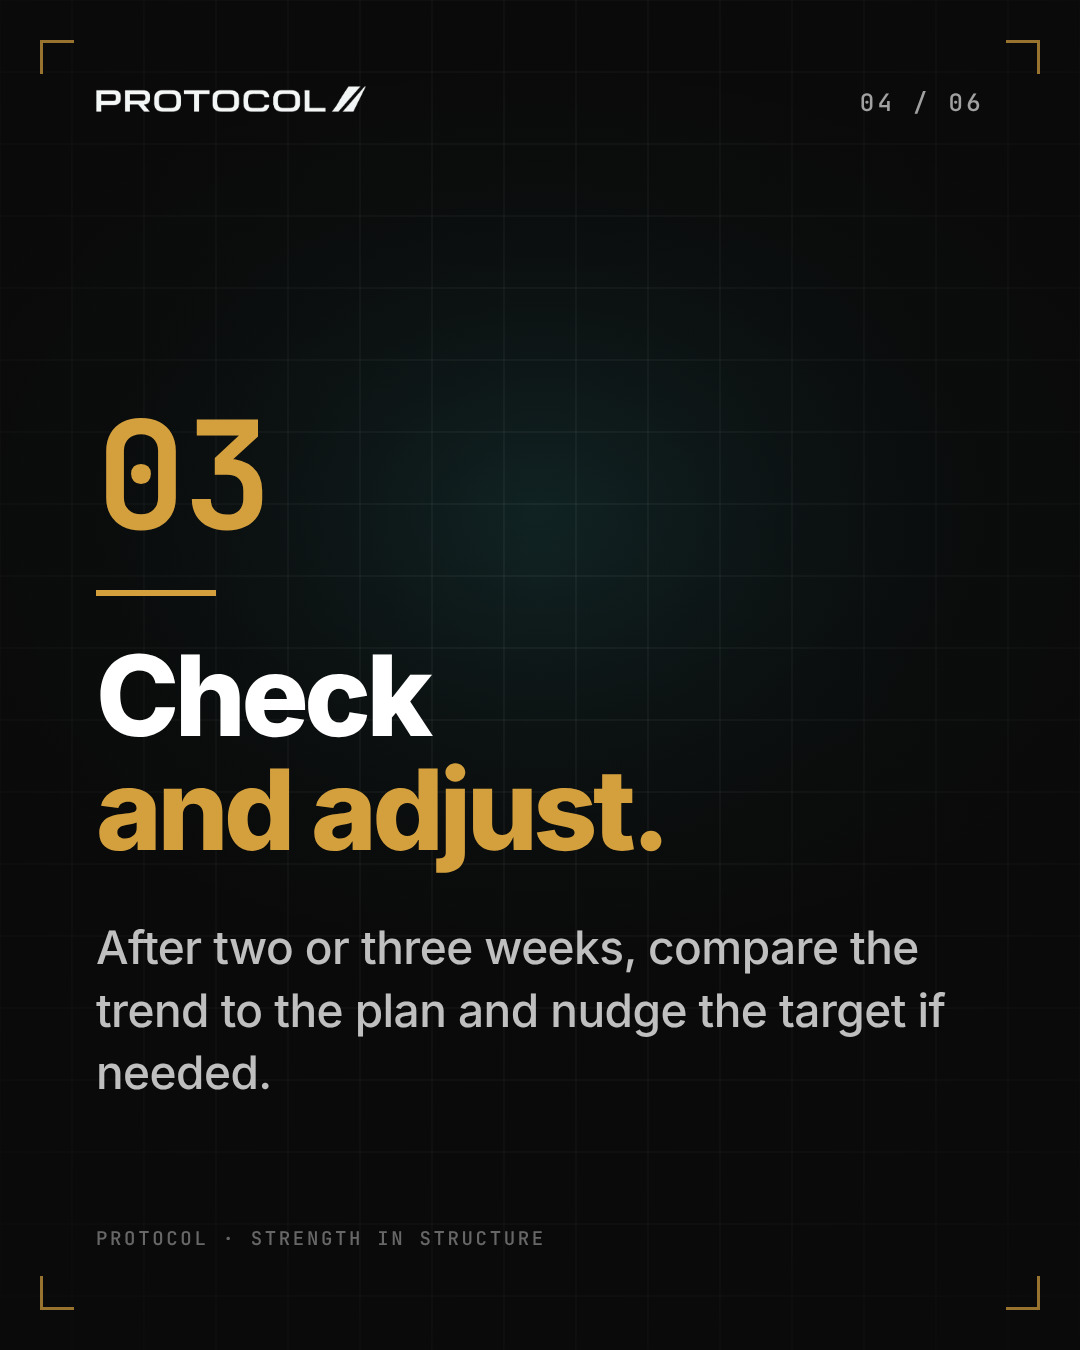 PROTOCOL
04 / 06
03
Check
and adjust.
After two or three weeks, compare the
trend to the plan and nudge the target if
needed.
PROTOCOL · STRENGTH IN STRUCTURE